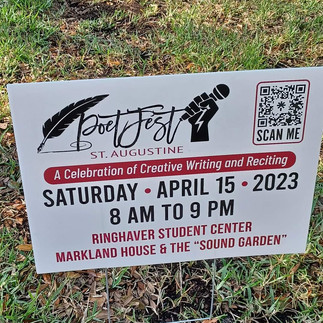 PoetFest
ST. AUGUSTINE
SCAN ME
A Celebration of Creative Writing and Reciting
SATURDAY • APRIL 15 • 2023
8 AM TO 9 PM
RINGHAVER STUDENT CENTER
MARKLAND HOUSE & THE "SOUND GARDEN"